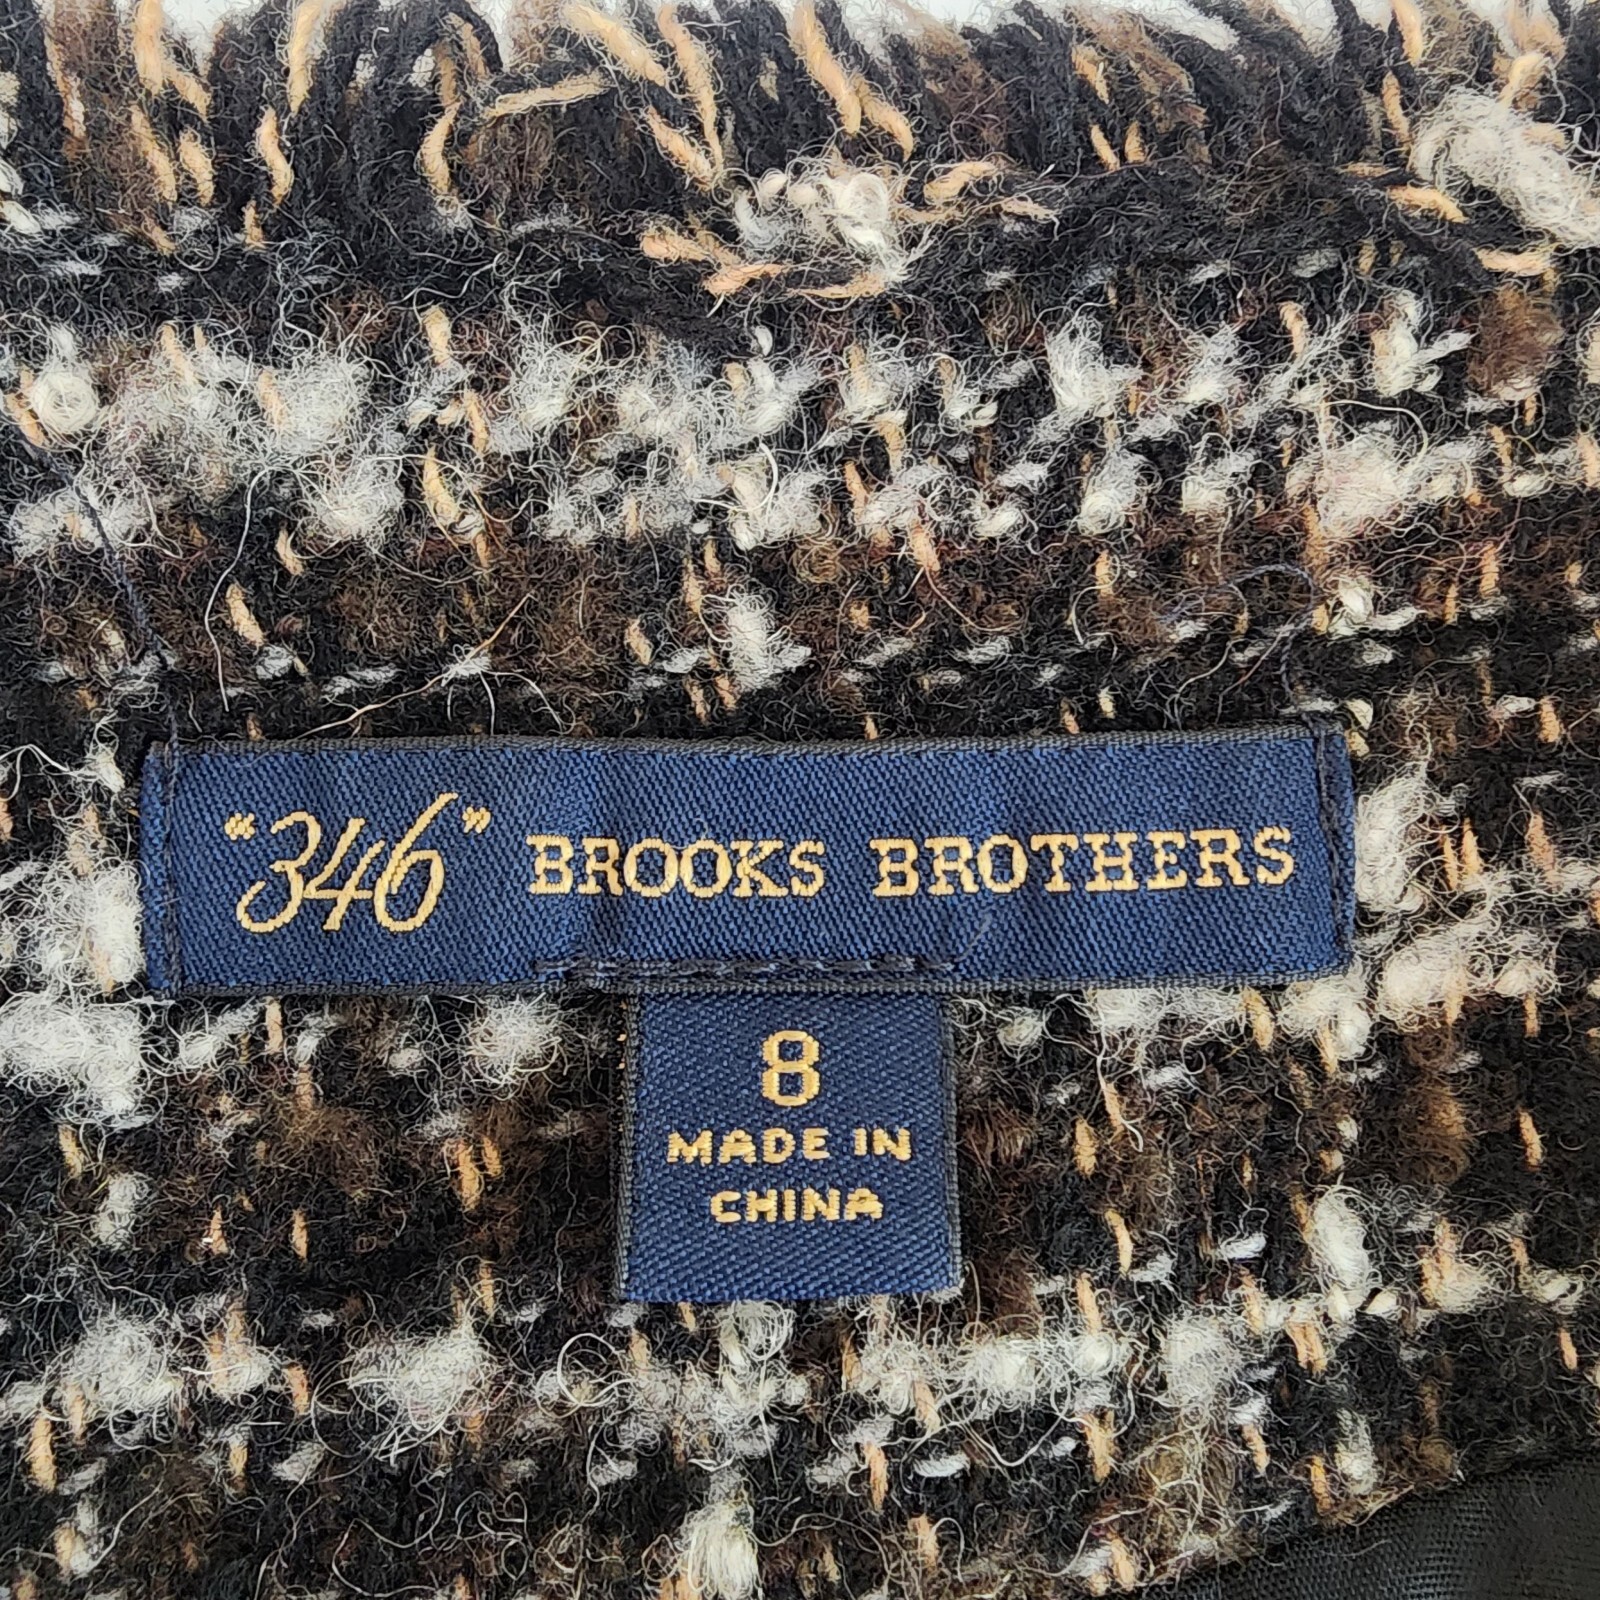 “346” BROOKS BROTHERS
8
MADE IN
CHINA